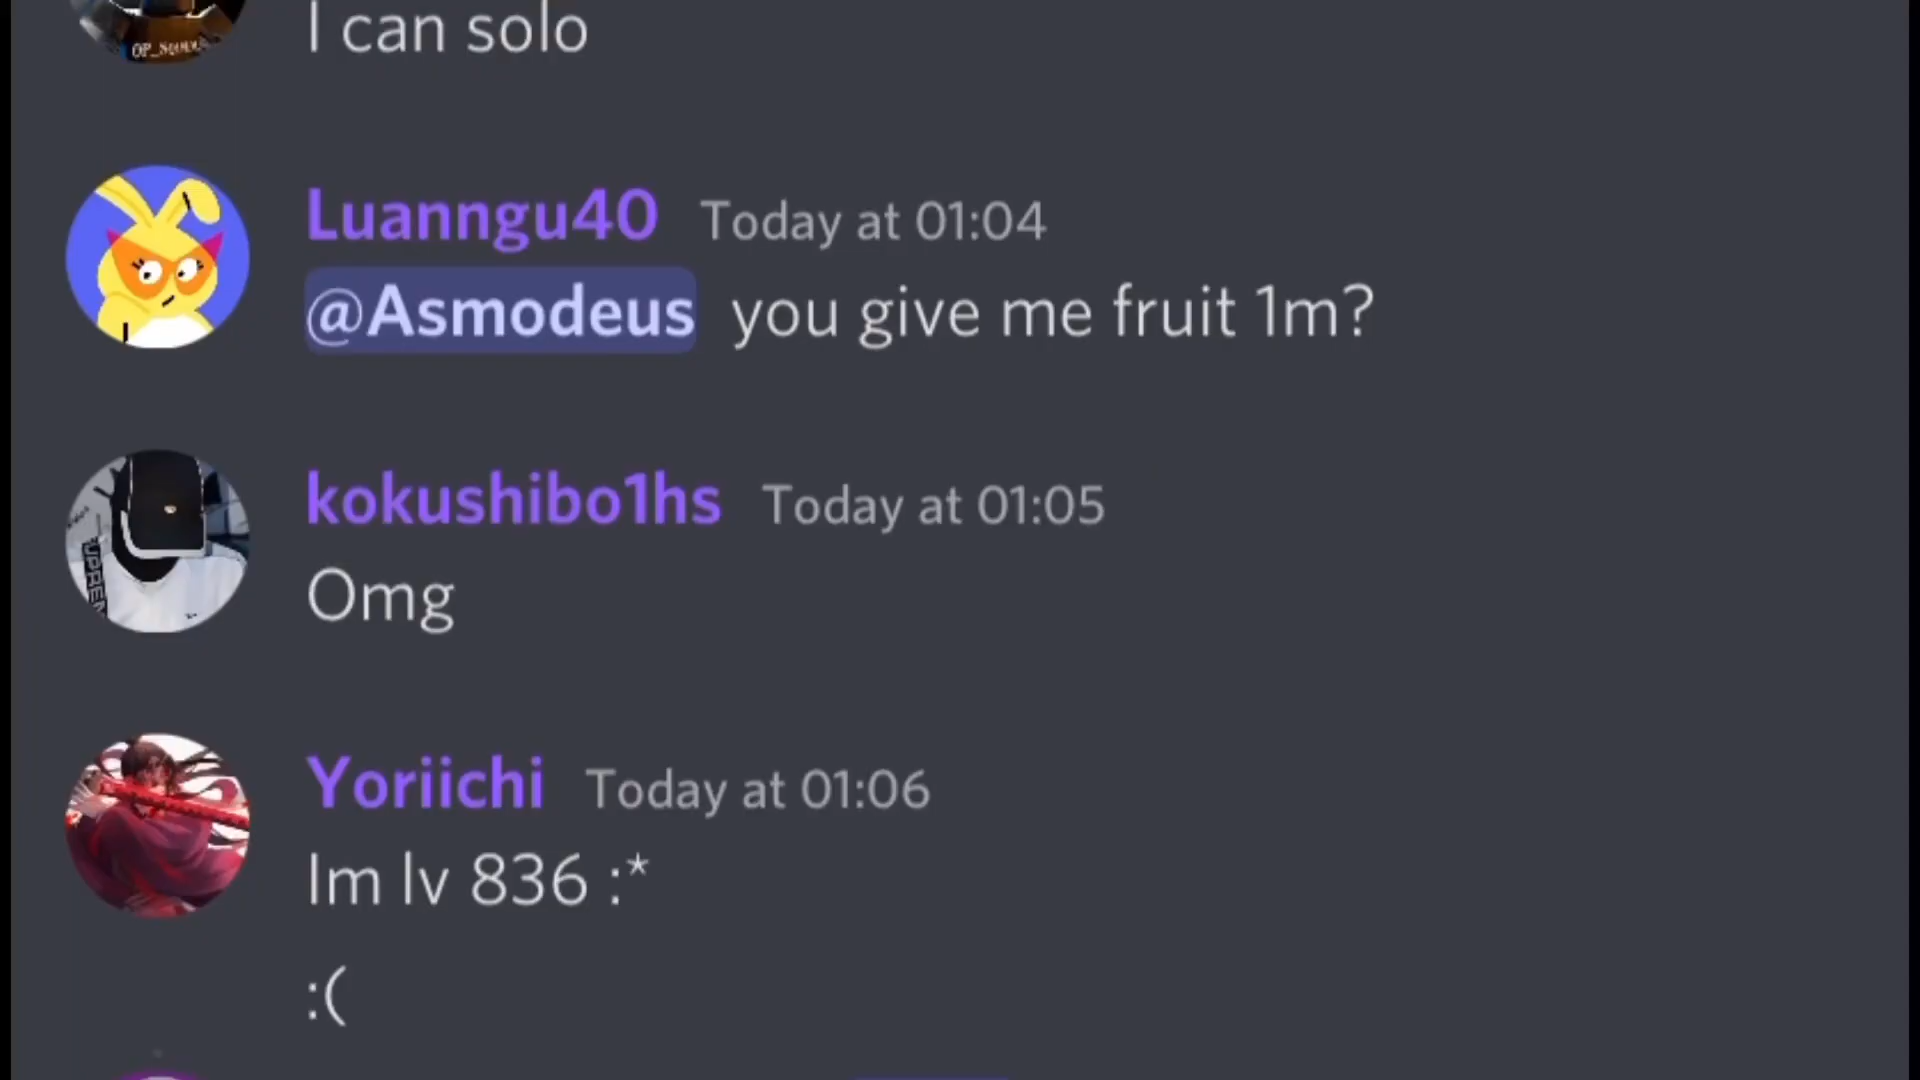 I can solo
Luanngu40 Today at 01:04
@Asmodeus you give me fruit 1m?
kokushibo1hs Today at 01:05
Omg
Yoriichi Today at 01:06
Im lv 836 :*
:(